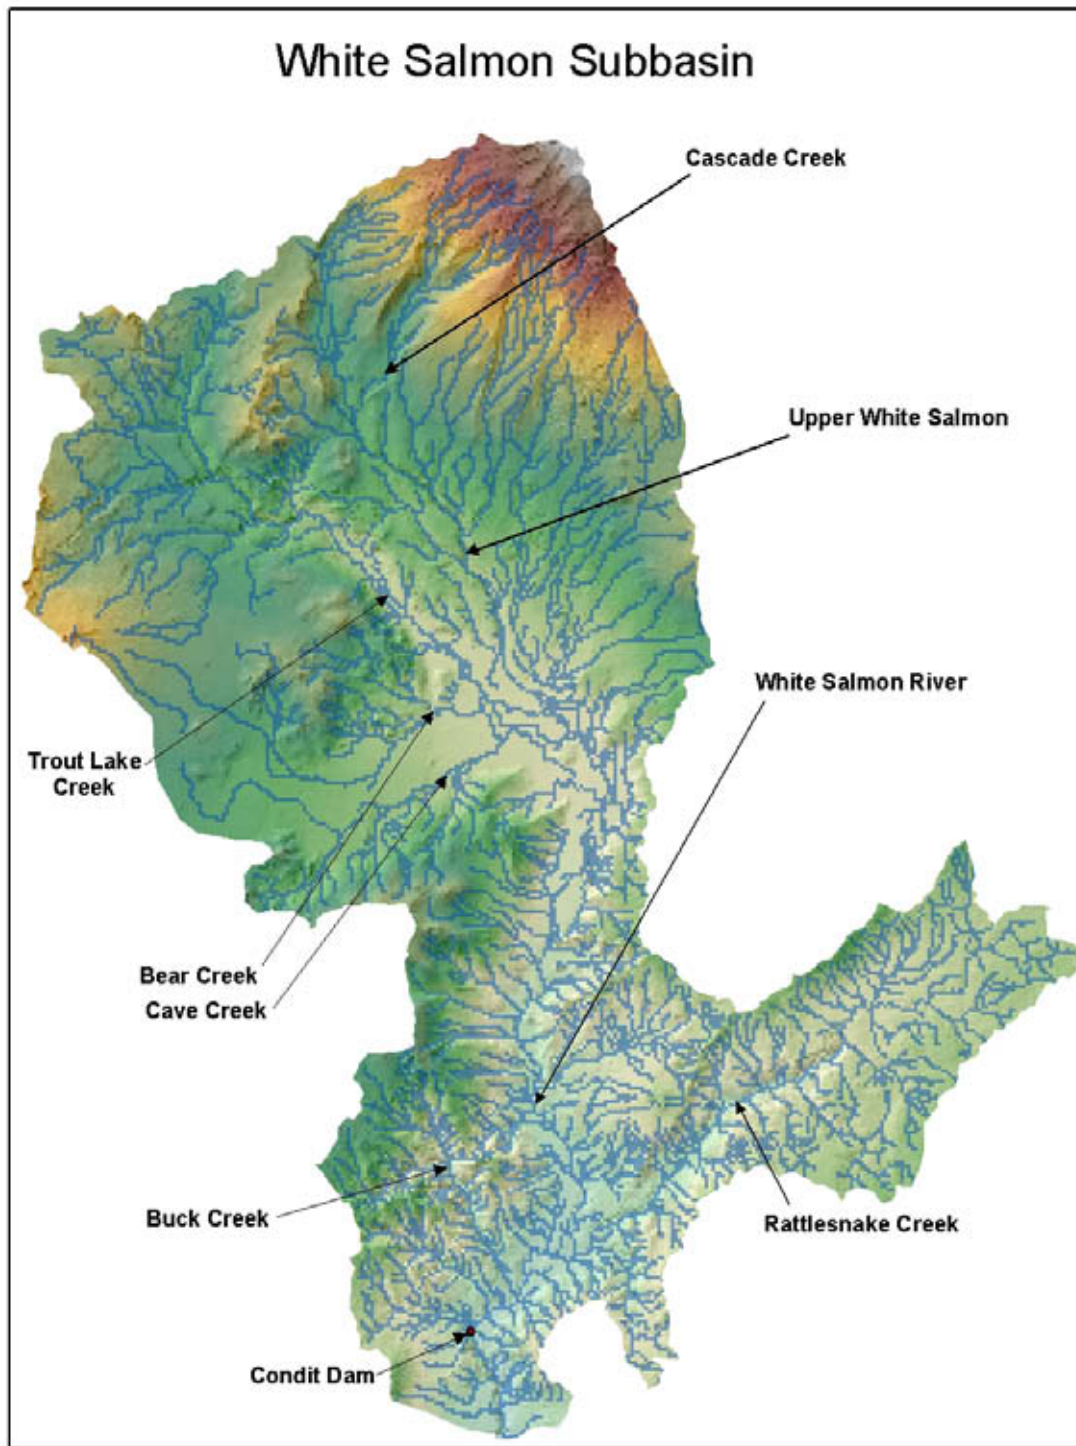 White Salmon Subbasin
Cascade Creek
Upper White Salmon
White Salmon River
Trout Lake
Creek
Bear Creek
Cave Creek
Buck Creek
Rattlesnake Creek
Condit Dam